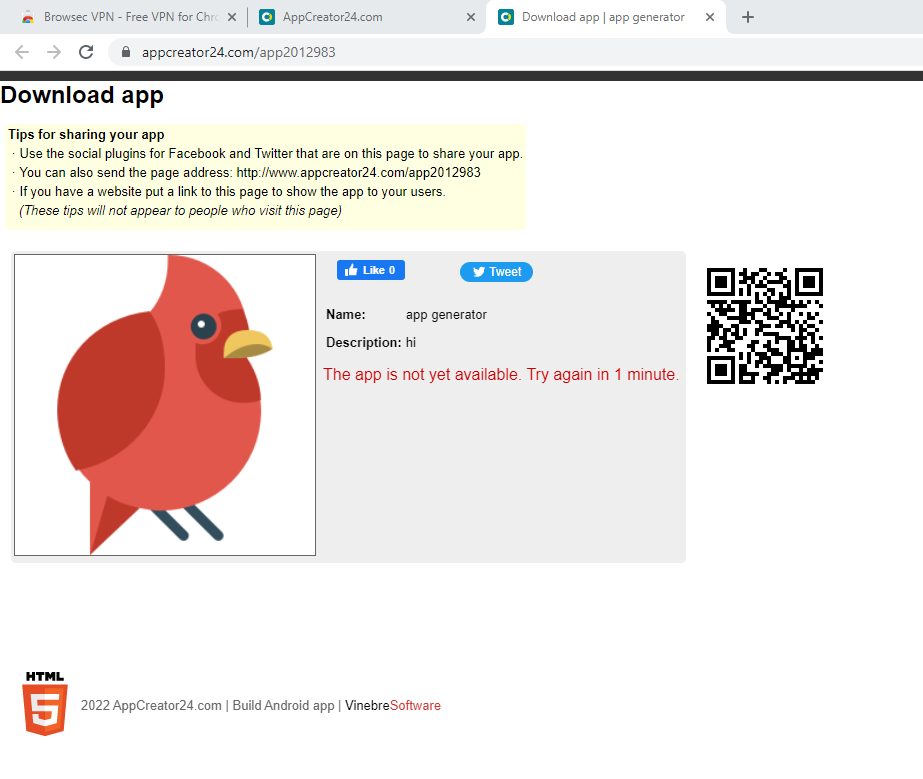 Browsec VPN - Free VPN for Chro
AppCreator24.com
Download app | app generator
appcreator24.com/app2012983
Download app
Tips for sharing your app
· Use the social plugins for Facebook and Twitter that are on this page to share your app.
· You can also send the page address: http://www.appcreator24.com/app2012983
· If you have a website put a link to this page to show the app to your users.
(These tips will not appear to people who visit this page)
Like 0
Tweet
Name: app generator
Description: hi
The app is not yet available. Try again in 1 minute.
HTML
5
2022 AppCreator24.com | Build Android app | VinebreSoftware